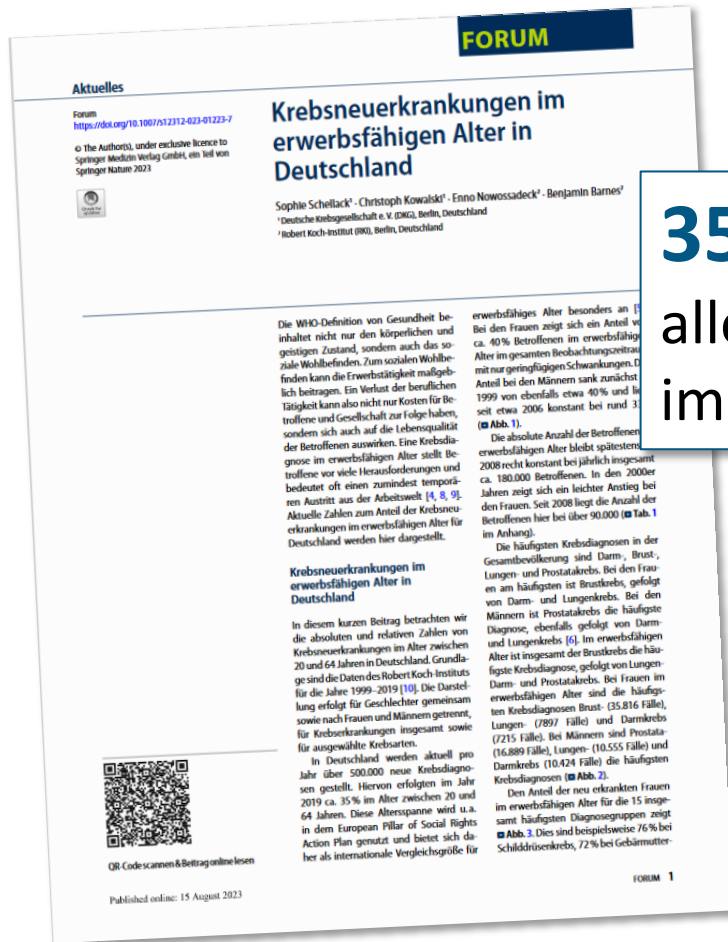 FORUM
Aktuelles
Forum
https://doi.org/10.1007/s12312-023-01223-7
© The Author(s), under exclusive licence to
Springer Medizin Verlag GmbH, ein Teil von
Springer Nature 2023
Check for
updates
Krebsneuerkrankungen im
erwerbsfähigen Alter in
Deutschland
Sophie Schellack¹ · Christoph Kowalski¹ · Enno Nowossadeck² · Benjamin Barnes²
¹ Deutsche Krebsgesellschaft e. V. (DKG), Berlin, Deutschland
² Robert Koch-Institut (RKI), Berlin, Deutschland
Die WHO-Definition von Gesundheit be-
inhaltet nicht nur den körperlichen und
geistigen Zustand, sondern auch das so-
ziale Wohlbefinden. Zum sozialen Wohlbe-
finden kann die Erwerbstätigkeit maßgeb-
lich beitragen. Ein Verlust der beruflichen
Tätigkeit kann also nicht nur Kosten für Be-
troffene und Gesellschaft zur Folge haben,
sondern sich auch auf die Lebensqualität
der Betroffenen auswirken. Eine Krebsdia-
gnose im erwerbsfähigen Alter stellt Be-
troffene vor viele Herausforderungen und
bedeutet oft einen zumindest temporä-
ren Austritt aus der Arbeitswelt [4, 8, 9].
Aktuelle Zahlen zum Anteil der Krebsneu-
erkrankungen im erwerbsfähigen Alter für
Deutschland werden hier dargestellt.
Krebsneuerkrankungen im
erwerbsfähigen Alter in
Deutschland
In diesem kurzen Beitrag betrachten wir
die absoluten und relativen Zahlen von
Krebsneuerkrankungen im Alter zwischen
20 und 64 Jahren in Deutschland. Grundla-
ge sind die Daten des Robert Koch-Instituts
für die Jahre 1999–2019 [10]. Die Darstel-
lung erfolgt für Geschlechter gemeinsam
sowie nach Frauen und Männern getrennt,
für Krebserkrankungen insgesamt sowie
für ausgewählte Krebsarten.
In Deutschland werden aktuell pro
Jahr über 500.000 neue Krebsdiagno-
sen gestellt. Hiervon erfolgten im Jahr
2019 ca. 35 % im Alter zwischen 20 und
64 Jahren. Diese Altersspanne wird u. a.
in dem European Pillar of Social Rights
Action Plan genutzt und bietet sich da-
her als internationale Vergleichsgröße für
erwerbsfähiges Alter besonders an
Bei den Frauen zeigt sich ein Anteil
ca. 40 % Betroffenen im erwerbsfähige
Alter im gesamten Beobachtungszeitrau
mit nur geringfügigen Schwankungen.
Anteil bei den Männern sank zunächst
1999 von ebenfalls etwa 40 % und
seit etwa 2006 konstant bei rund
(Abb. 1).
Die absolute Anzahl der Betroffenen
erwerbsfähigen Alter bleibt spätestens
2008 recht konstant bei jährlich insgesamt
ca. 180.000 Betroffenen. In den 2000er
Jahren zeigt sich ein leichter Anstieg bei
den Frauen. Seit 2008 liegt die Anzahl der
Betroffenen hier bei über 90.000 (Tab. 1
im Anhang).
Die häufigsten Krebsdiagnosen in der
Gesamtbevölkerung sind Darm-, Brust-,
Lungen- und Prostatakrebs. Bei den Frau-
en am häufigsten ist Brustkrebs, gefolgt
von Darm- und Lungenkrebs. Bei den
Männern ist Prostatakrebs die häufigste
Diagnose, ebenfalls gefolgt von Darm-
und Lungenkrebs [6]. Im erwerbsfähigen
Alter ist insgesamt der Brustkrebs die häu-
figste Krebsdiagnose, gefolgt von Lungen-
Darm- und Prostatakrebs. Bei Frauen im
erwerbsfähigen Alter sind die häufigs-
ten Krebsdiagnosen Brust- (35.816 Fälle),
Lungen- (7897 Fälle) und Darmkrebs
(7215 Fälle). Bei Männern sind Prostata-
(16.889 Fälle), Lungen- (10.555 Fälle) und
Darmkrebs (10.424 Fälle) die häufigsten
Krebsdiagnosen (Abb. 2).
Den Anteil der neu erkrankten Frauen
im erwerbsfähigen Alter für die 15 insge-
samt häufigsten Diagnosegruppen zeigt
Abb. 3. Dies sind beispielsweise 76 % bei
Schilddrüsenkrebs, 72 % bei Gebärmutter-
35
alle
im
QR-Code scannen & Beitrag online lesen
Published online: 15 August 2023
FORUM 1